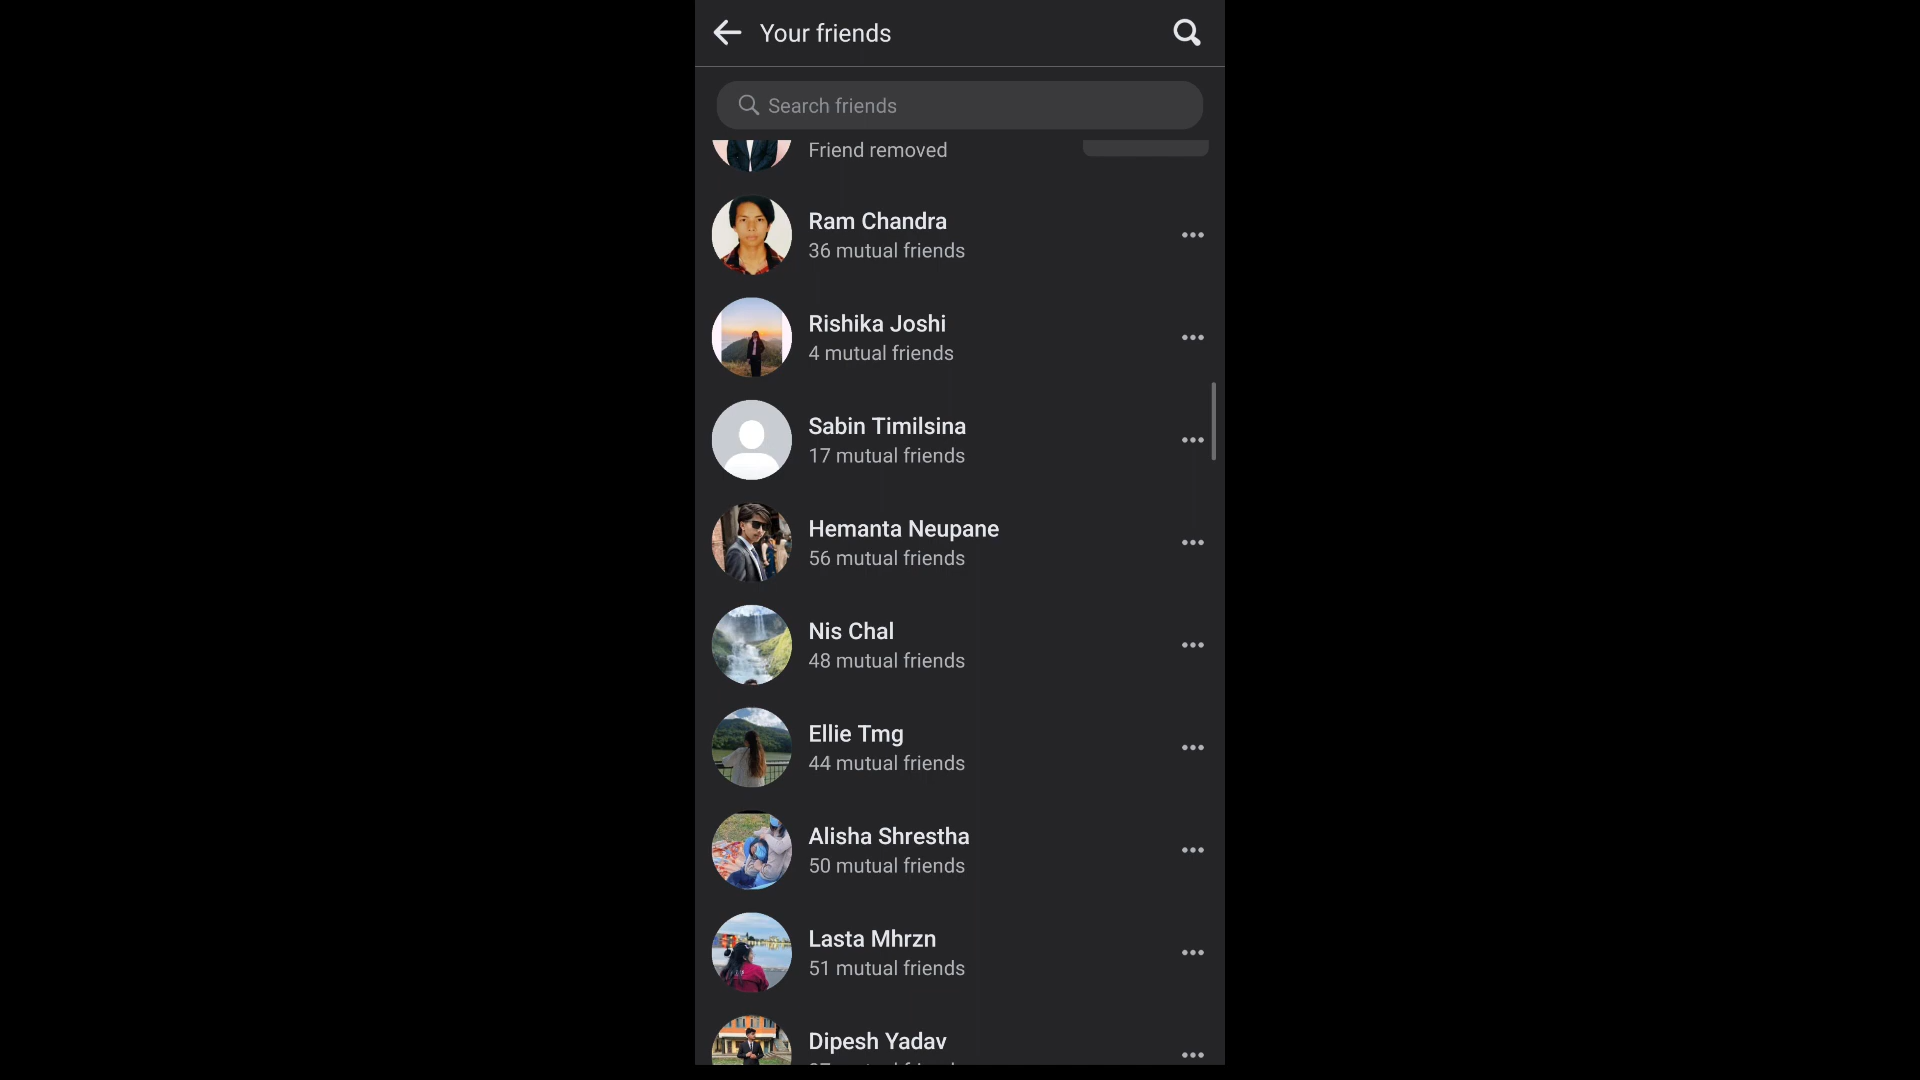 Your friends
Search friends
Friend removed
Ram Chandra
36 mutual friends
Rishika Joshi
4 mutual friends
Sabin Timilsina
17 mutual friends
Hemanta Neupane
56 mutual friends
Nis Chal
48 mutual friends
Ellie Tmg
44 mutual friends
Alisha Shrestha
50 mutual friends
Lasta Mhrzn
51 mutual friends
Dipesh Yadav